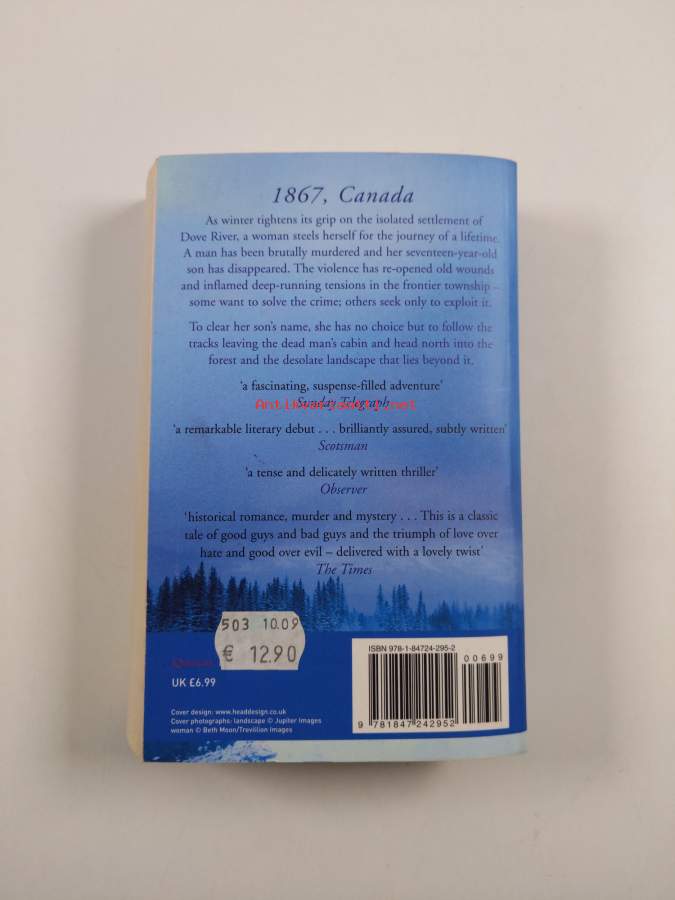 1867, Canada
As winter tightens its grip on the isolated settlement of
Dove River, a woman steels herself for the journey of a lifetime.
A man has been brutally murdered and her seventeen-year-old
son has disappeared. The violence has re-opened old wounds
and inflamed deep-running tensions in the frontier township –
some want to solve the crime; others seek only to exploit it.
To clear her son's name, she has no choice but to follow the
tracks leaving the dead man's cabin and head north into the
forest and the desolate landscape that lies beyond it.
'a fascinating, suspense-filled adventure'
Sunday Telegraph
Antikvariaatti.net
'a remarkable literary debut . . . brilliantly assured, subtly written'
Scotsman
'a tense and delicately written thriller'
Observer
'historical romance, murder and mystery . . . This is a classic
tale of good guys and bad guys and the triumph of love over
hate and good over evil – delivered with a lovely twist'
The Times
503 10.09
€ 12.90
UK £6.99
Cover design: www.headdesign.co.uk
Cover photographs: landscape © Jupiter Images
woman © Beth Moon/Trevillion Images
ISBN 978-1-84724-295-2
00699
9 781847 242952